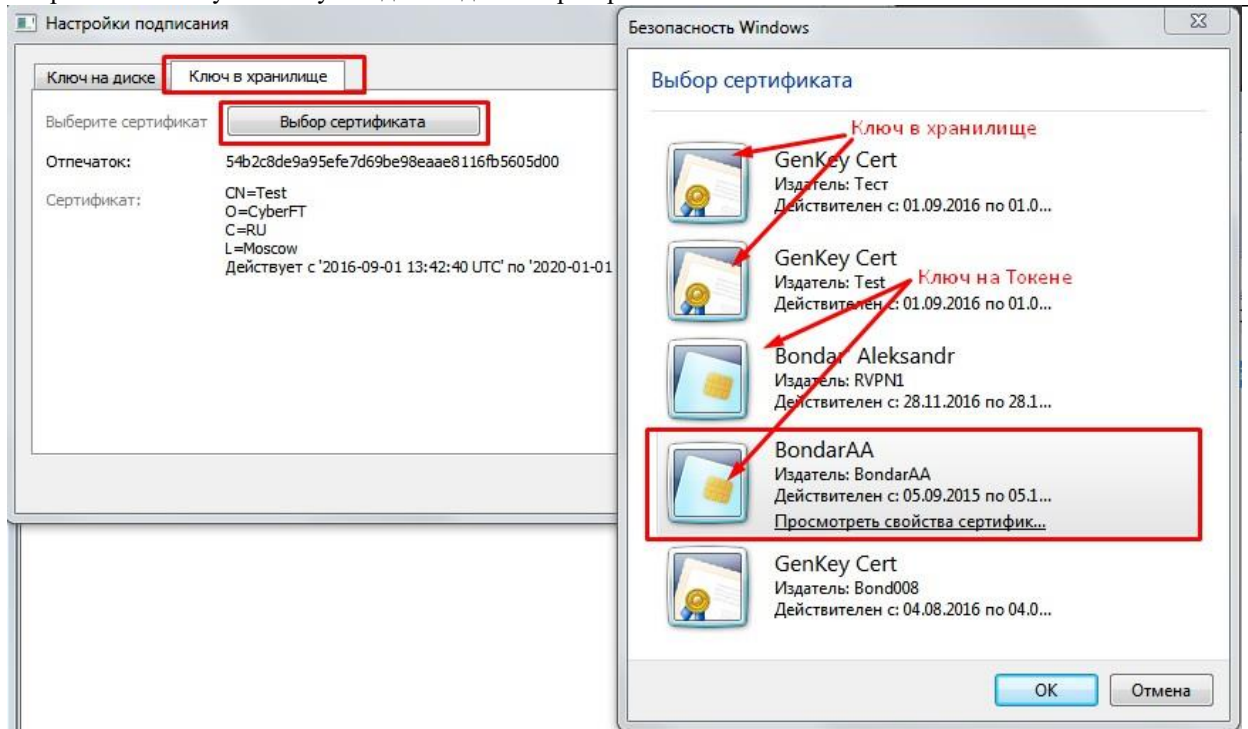 Настройки подписания
Ключ на диске
Ключ в хранилище
Выберите сертификат
Выбор сертификата
Отпечаток:
54b2c8de9a95efe7d69be98eaae8116fb5605d00
Сертификат:
CN=Test
O=CyberFT
C=RU
L=Moscow
Действует с '2016-09-01 13:42:40 UTC' по '2020-01-01
Безопасность Windows
Выбор сертификата
Ключ в хранилище
GenKey Cert
Издатель: Тест
Действителен с: 01.09.2016 по 01.0...
GenKey Cert
Издатель: Test
Ключ на Токене
Действителен с: 01.09.2016 по 01.0...
Bondar Aleksandr
Издатель: RVPN1
Действителен с: 28.11.2016 по 28.1...
BondarAA
Издатель: BondarAA
Действителен с: 05.09.2015 по 05.1...
Просмотреть свойства сертифик...
GenKey Cert
Издатель: Bond008
Действителен с: 04.08.2016 по 04.0...
ОК
Отмена